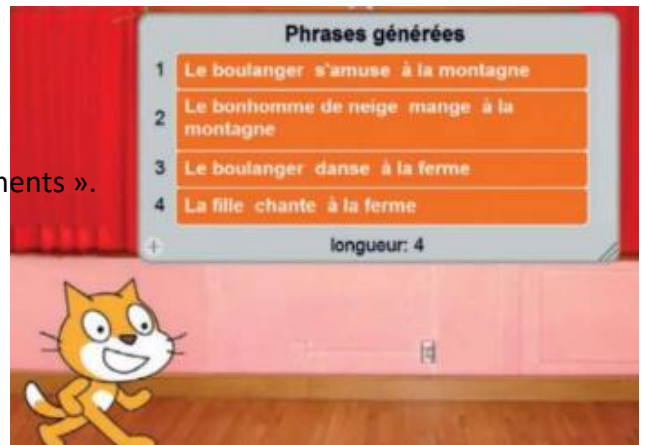 Phrases générées
1 Le boulanger s'amuse à la montagne
2 Le bonhomme de neige mange à la
montagne
3 Le boulanger danse à la ferme
ments ».
4 La fille chante à la ferme
+ longueur: 4